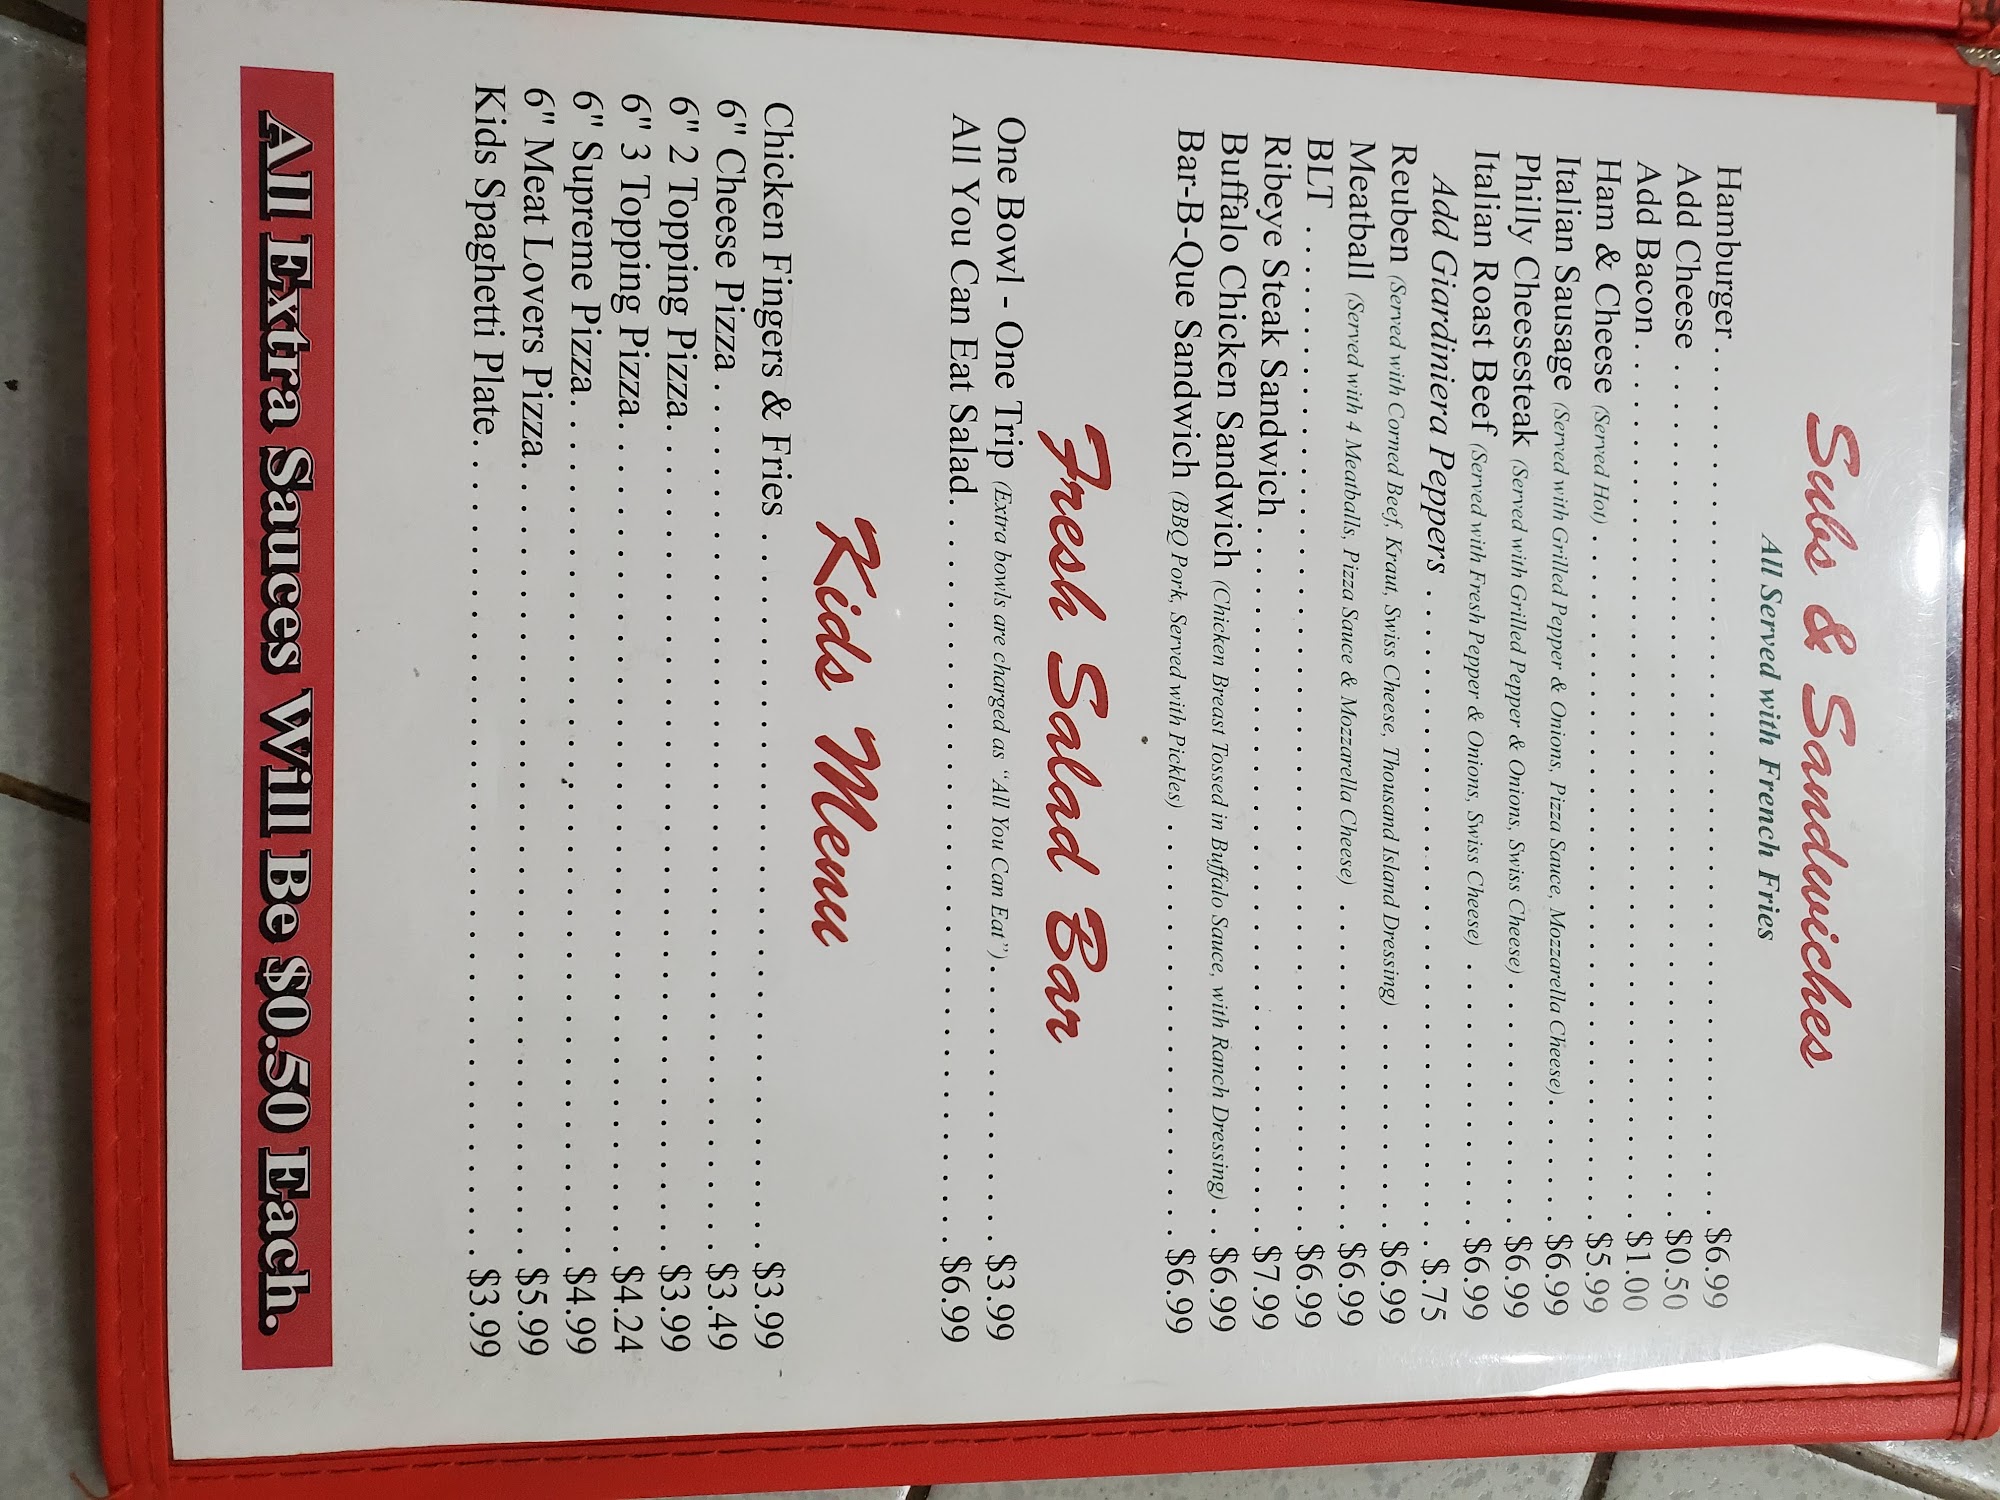 Subs & Sandwiches
All Served with French Fries
Hamburger . . . . . . . . . . . . . . . . . . . . $6.99
Add Cheese . . . . . . . . . . . . . . . . . . . . $0.50
Add Bacon . . . . . . . . . . . . . . . . . . . . $1.00
Ham & Cheese (Served Hot) . . . . . . . . . . . . . . . . . . . . $5.99
Italian Sausage (Served with Grilled Pepper & Onions, Pizza Sauce, Mozzarella Cheese) . . . . . $6.99
Philly Cheesesteak (Served with Grilled Pepper & Onions, Swiss Cheese) . . . . . . . . $6.99
Italian Roast Beef (Served with Fresh Pepper & Onions, Swiss Cheese) . . . . . . . . $6.99
Add Giardiniera Peppers . . . . . . . . . . . . . . . . . . . . $.75
Reuben (Served with Corned Beef, Kraut, Swiss Cheese, Thousand Island Dressing) . . . . . . . $6.99
Meatball (Served with 4 Meatballs, Pizza Sauce & Mozzarella Cheese) . . . . . . . . . . $6.99
BLT . . . . . . . . . . . . . . . . . . . . $6.99
Ribeye Steak Sandwich . . . . . . . . . . . . . . . . . . . . $7.99
Buffalo Chicken Sandwich (Chicken Breast Tossed in Buffalo Sauce, with Ranch Dressing) . . $6.99
Bar-B-Que Sandwich (BBQ Pork, Served with Pickles) . . . . . . . . . . . . . $6.99
Fresh Salad Bar
One Bowl - One Trip (Extra bowls are charged as "All You Can Eat") . . . . . . . . $3.99
All You Can Eat Salad . . . . . . . . . . . . . . . . . . . . $6.99
Kids Menu
Chicken Fingers & Fries . . . . . . . . . . . . . . . . . . . . $3.99
6" Cheese Pizza . . . . . . . . . . . . . . . . . . . . $3.49
6" 2 Topping Pizza . . . . . . . . . . . . . . . . . . . . $3.99
6" 3 Topping Pizza . . . . . . . . . . . . . . . . . . . . $4.24
6" Supreme Pizza . . . . . . . . . . . . . . . . . . . . $4.99
6" Meat Lovers Pizza . . . . . . . . . . . . . . . . . . . . $5.99
Kids Spaghetti Plate . . . . . . . . . . . . . . . . . . . . $3.99
All Extra Sauces Will Be $0.50 Each.